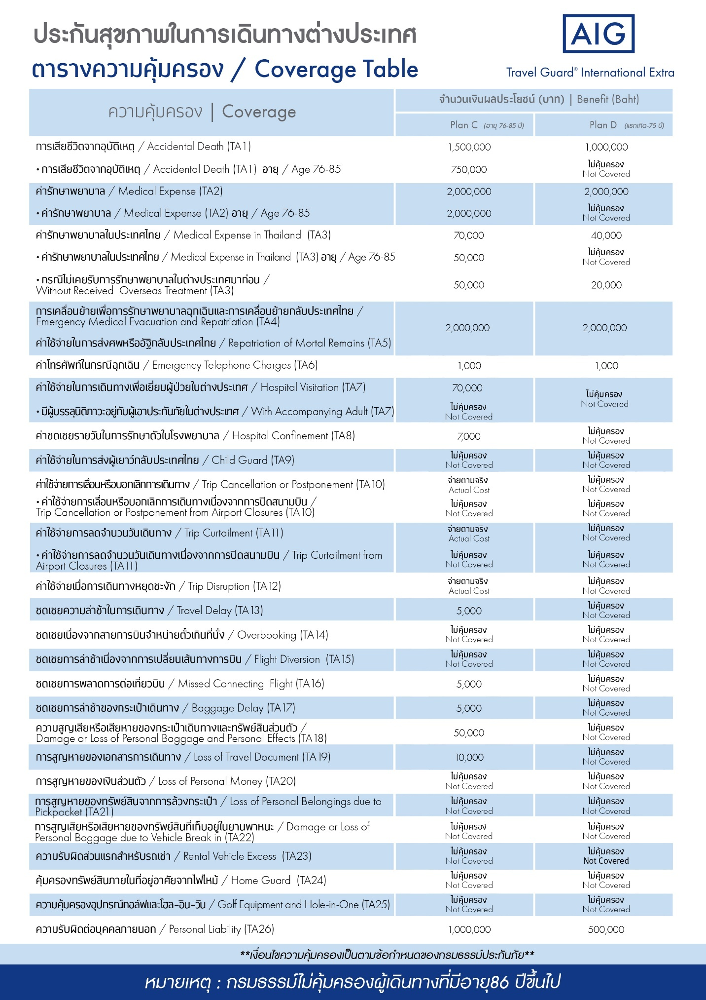 ประกันสุขภาพในการเดินทางต่างประเทศ
AIG
ตารางความคุ้มครอง / Coverage Table
Travel Guard® International Extra
ความคุ้มครอง | Coverage
จำนวนเงินผลประโยชน์ (บาท) | Benefit (Baht)
Plan C (อายุ 76-85 ปี)
Plan D (แรกเกิด-75 ปี)
การเสียชีวิตจากอุบัติเหตุ / Accidental Death (TA1)
1,500,000
1,000,000
• การเสียชีวิตจากอุบัติเหตุ / Accidental Death (TA1) อายุ / Age 76-85
750,000
ไม่คุ้มครอง
Not Covered
ค่ารักษาพยาบาล / Medical Expense (TA2)
2,000,000
2,000,000
• ค่ารักษาพยาบาล / Medical Expense (TA2) อายุ / Age 76-85
2,000,000
ไม่คุ้มครอง
Not Covered
ค่ารักษาพยาบาลในประเทศไทย / Medical Expense in Thailand (TA3)
70,000
40,000
• ค่ารักษาพยาบาลในประเทศไทย / Medical Expense in Thailand (TA3) อายุ / Age 76-85
50,000
ไม่คุ้มครอง
Not Covered
• กรณีไม่เคยรับการรักษาพยาบาลในต่างประเทศมาก่อน /
Without Received Overseas Treatment (TA3)
50,000
20,000
การเคลื่อนย้ายเพื่อการรักษาพยาบาลฉุกเฉินและการเคลื่อนย้ายกลับประเทศไทย /
Emergency Medical Evacuation and Repatriation (TA4)
ค่าใช้จ่ายในการส่งศพหรืออัฐิกลับประเทศไทย / Repatriation of Mortal Remains (TA5)
2,000,000
2,000,000
ค่าโทรศัพท์ในกรณีฉุกเฉิน / Emergency Telephone Charges (TA6)
1,000
1,000
ค่าใช้จ่ายในการเดินทางเพื่อเยี่ยมผู้ป่วยในต่างประเทศ / Hospital Visitation (TA7)
70,000
ไม่คุ้มครอง
Not Covered
• มีผู้บรรลุนิติภาวะอยู่กับผู้เอาประกันภัยในต่างประเทศ / With Accompanying Adult (TA7)
ไม่คุ้มครอง
Not Covered
ค่าชดเชยรายวันในการรักษาตัวในโรงพยาบาล / Hospital Confinement (TA8)
7,000
ไม่คุ้มครอง
Not Covered
ค่าใช้จ่ายในการส่งผู้เยาว์กลับประเทศไทย / Child Guard (TA9)
ไม่คุ้มครอง
Not Covered
ไม่คุ้มครอง
Not Covered
ค่าใช้จ่ายการเลื่อนหรือบอกเลิกการเดินทาง / Trip Cancellation or Postponement (TA10)
จ่ายตามจริง
Actual Cost
ไม่คุ้มครอง
Not Covered
• ค่าใช้จ่ายการเลื่อนหรือบอกเลิกการเดินทางเนื่องจากการปิดสนามบิน /
Trip Cancellation or Postponement from Airport Closures (TA10)
ไม่คุ้มครอง
Not Covered
ไม่คุ้มครอง
Not Covered
ค่าใช้จ่ายการลดจำนวนวันเดินทาง / Trip Curtailment (TA11)
จ่ายตามจริง
Actual Cost
ไม่คุ้มครอง
Not Covered
• ค่าใช้จ่ายการลดจำนวนวันเดินทางเนื่องจากการปิดสนามบิน / Trip Curtailment from
Airport Closures (TA11)
ไม่คุ้มครอง
Not Covered
ไม่คุ้มครอง
Not Covered
ค่าใช้จ่ายเมื่อการเดินทางหยุดชะงัก / Trip Disruption (TA12)
จ่ายตามจริง
Actual Cost
ไม่คุ้มครอง
Not Covered
ชดเชยความล่าช้าในการเดินทาง / Travel Delay (TA13)
5,000
ไม่คุ้มครอง
Not Covered
ชดเชยเนื่องจากสายการบินจำหน่ายตั๋วเกินที่นั่ง / Overbooking (TA14)
ไม่คุ้มครอง
Not Covered
ไม่คุ้มครอง
Not Covered
ชดเชยการล่าช้าเนื่องจากการเปลี่ยนเส้นทางการบิน / Flight Diversion (TA15)
ไม่คุ้มครอง
Not Covered
ไม่คุ้มครอง
Not Covered
ชดเชยการพลาดการต่อเที่ยวบิน / Missed Connecting Flight (TA16)
5,000
ไม่คุ้มครอง
Not Covered
ชดเชยการล่าช้าของกระเป๋าเดินทาง / Baggage Delay (TA17)
5,000
ไม่คุ้มครอง
Not Covered
ความสูญเสียหรือเสียหายของกระเป๋าเดินทางและทรัพย์สินส่วนตัว /
Damage or Loss of Personal Baggage and Personal Effects (TA18)
50,000
ไม่คุ้มครอง
Not Covered
การสูญหายของเอกสารการเดินทาง / Loss of Travel Document (TA19)
10,000
ไม่คุ้มครอง
Not Covered
การสูญหายของเงินส่วนตัว / Loss of Personal Money (TA20)
ไม่คุ้มครอง
Not Covered
ไม่คุ้มครอง
Not Covered
การสูญหายของทรัพย์สินจากการล้วงกระเป๋า / Loss of Personal Belongings due to
Pickpocket (TA21)
ไม่คุ้มครอง
Not Covered
ไม่คุ้มครอง
Not Covered
การสูญเสียหรือเสียหายของทรัพย์สินที่เก็บอยู่ในยานพาหนะ / Damage or Loss of
Personal Baggage due to Vehicle Break in (TA22)
ไม่คุ้มครอง
Not Covered
ไม่คุ้มครอง
Not Covered
ความรับผิดส่วนแรกสำหรับรถเช่า / Rental Vehicle Excess (TA23)
ไม่คุ้มครอง
Not Covered
ไม่คุ้มครอง
Not Covered
คุ้มครองทรัพย์สินภายในที่อยู่อาศัยจากไฟไหม้ / Home Guard (TA24)
ไม่คุ้มครอง
Not Covered
ไม่คุ้มครอง
Not Covered
ความคุ้มครองอุปกรณ์กอล์ฟและโฮล-อิน-วัน / Golf Equipment and Hole-in-One (TA25)
ไม่คุ้มครอง
Not Covered
ไม่คุ้มครอง
Not Covered
ความรับผิดต่อบุคคลภายนอก / Personal Liability (TA26)
1,000,000
500,000
**เงื่อนไขความคุ้มครองเป็นตามข้อกำหนดของกรมธรรม์ประกันภัย**
หมายเหตุ : กรมธรรม์ไม่คุ้มครองผู้เดินทางที่มีอายุ86 ปีขึ้นไป